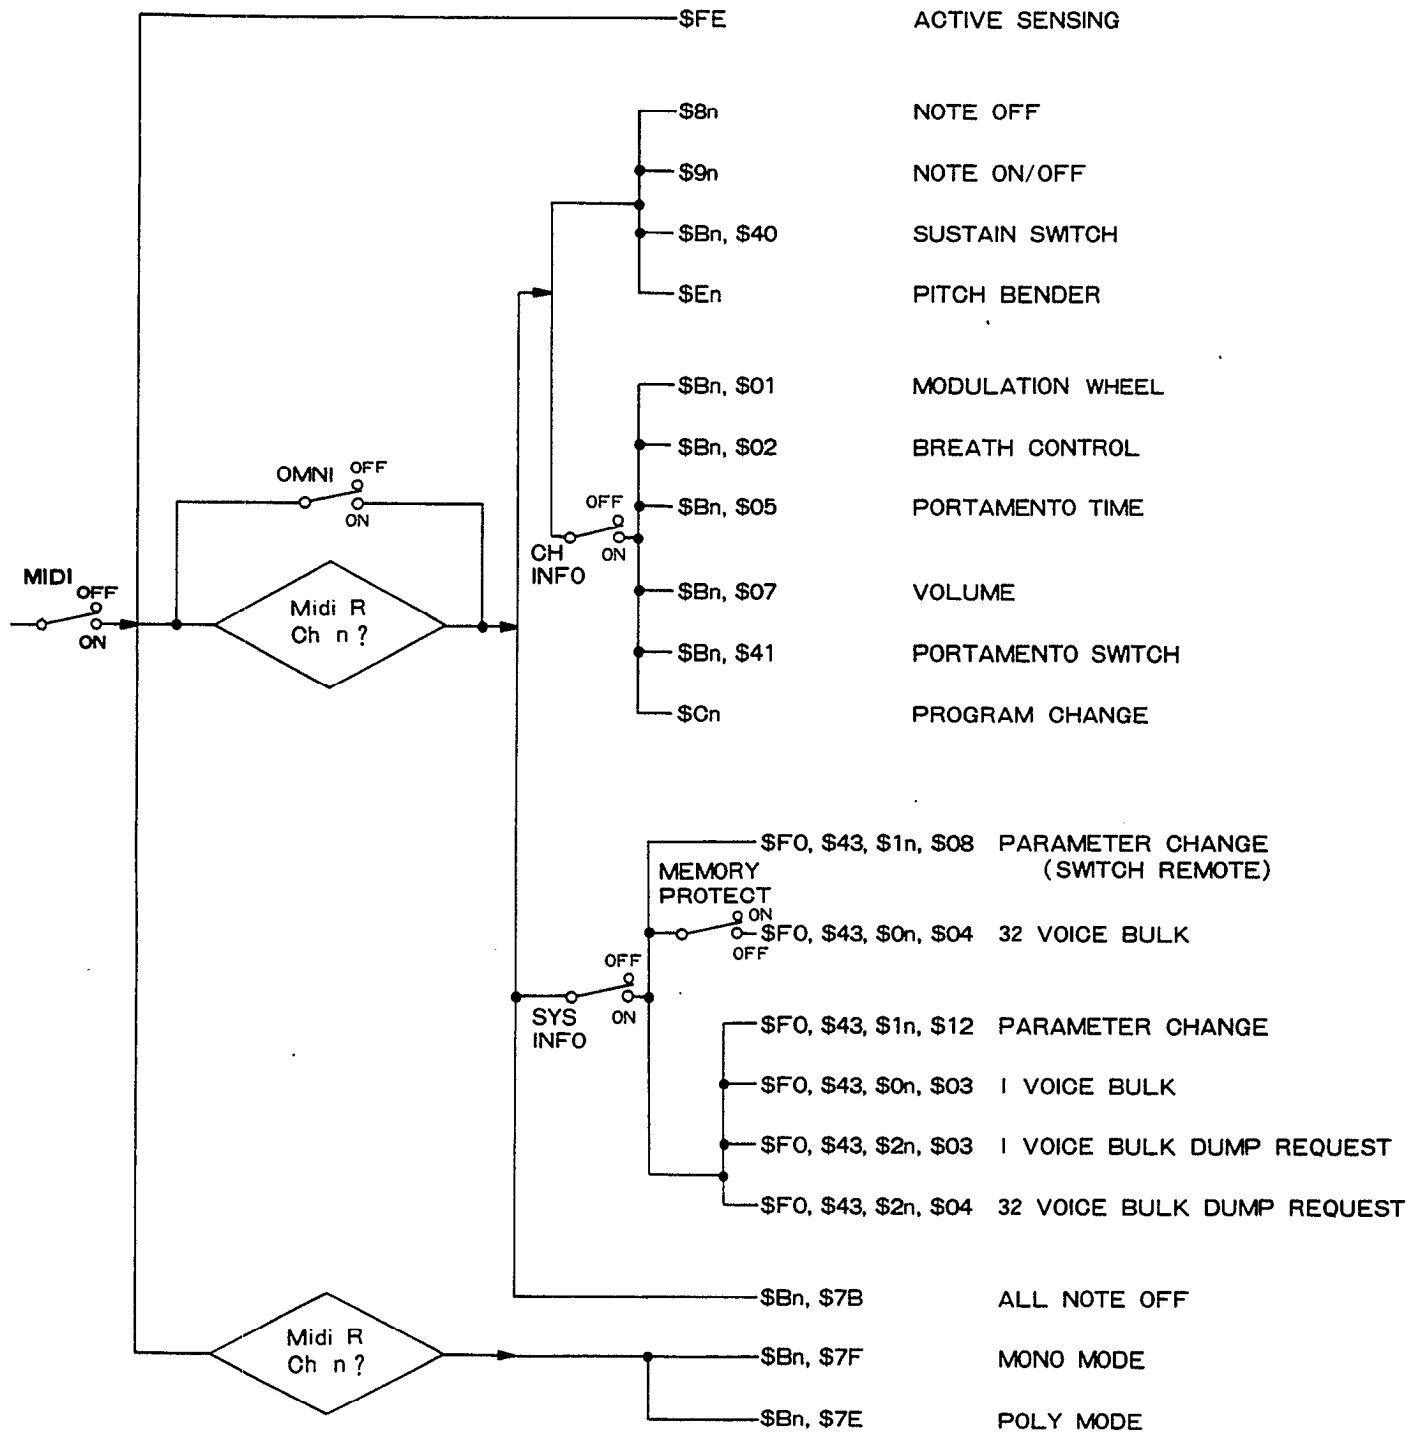 $FE ACTIVE SENSING
$8n NOTE OFF
$9n NOTE ON/OFF
$Bn, $40 SUSTAIN SWITCH
$En PITCH BENDER
$Bn, $01 MODULATION WHEEL
$Bn, $02 BREATH CONTROL
OMNI OFF
ON
OFF
$Bn, $05 PORTAMENTO TIME
CH ON
INFO
MIDI
OFF
ON
Midi R
Ch n?
$Bn, $07 VOLUME
$Bn, $41 PORTAMENTO SWITCH
$Cn PROGRAM CHANGE
$F0, $43, $1n, $08 PARAMETER CHANGE
(SWITCH REMOTE)
MEMORY
PROTECT
ON
$F0, $43, $0n, $04 32 VOICE BULK
OFF
OFF
SYS ON
INFO
$F0, $43, $1n, $12 PARAMETER CHANGE
$F0, $43, $0n, $03 1 VOICE BULK
$F0, $43, $2n, $03 1 VOICE BULK DUMP REQUEST
$F0, $43, $2n, $04 32 VOICE BULK DUMP REQUEST
$Bn, $7B ALL NOTE OFF
Midi R
Ch n?
$Bn, $7F MONO MODE
$Bn, $7E POLY MODE